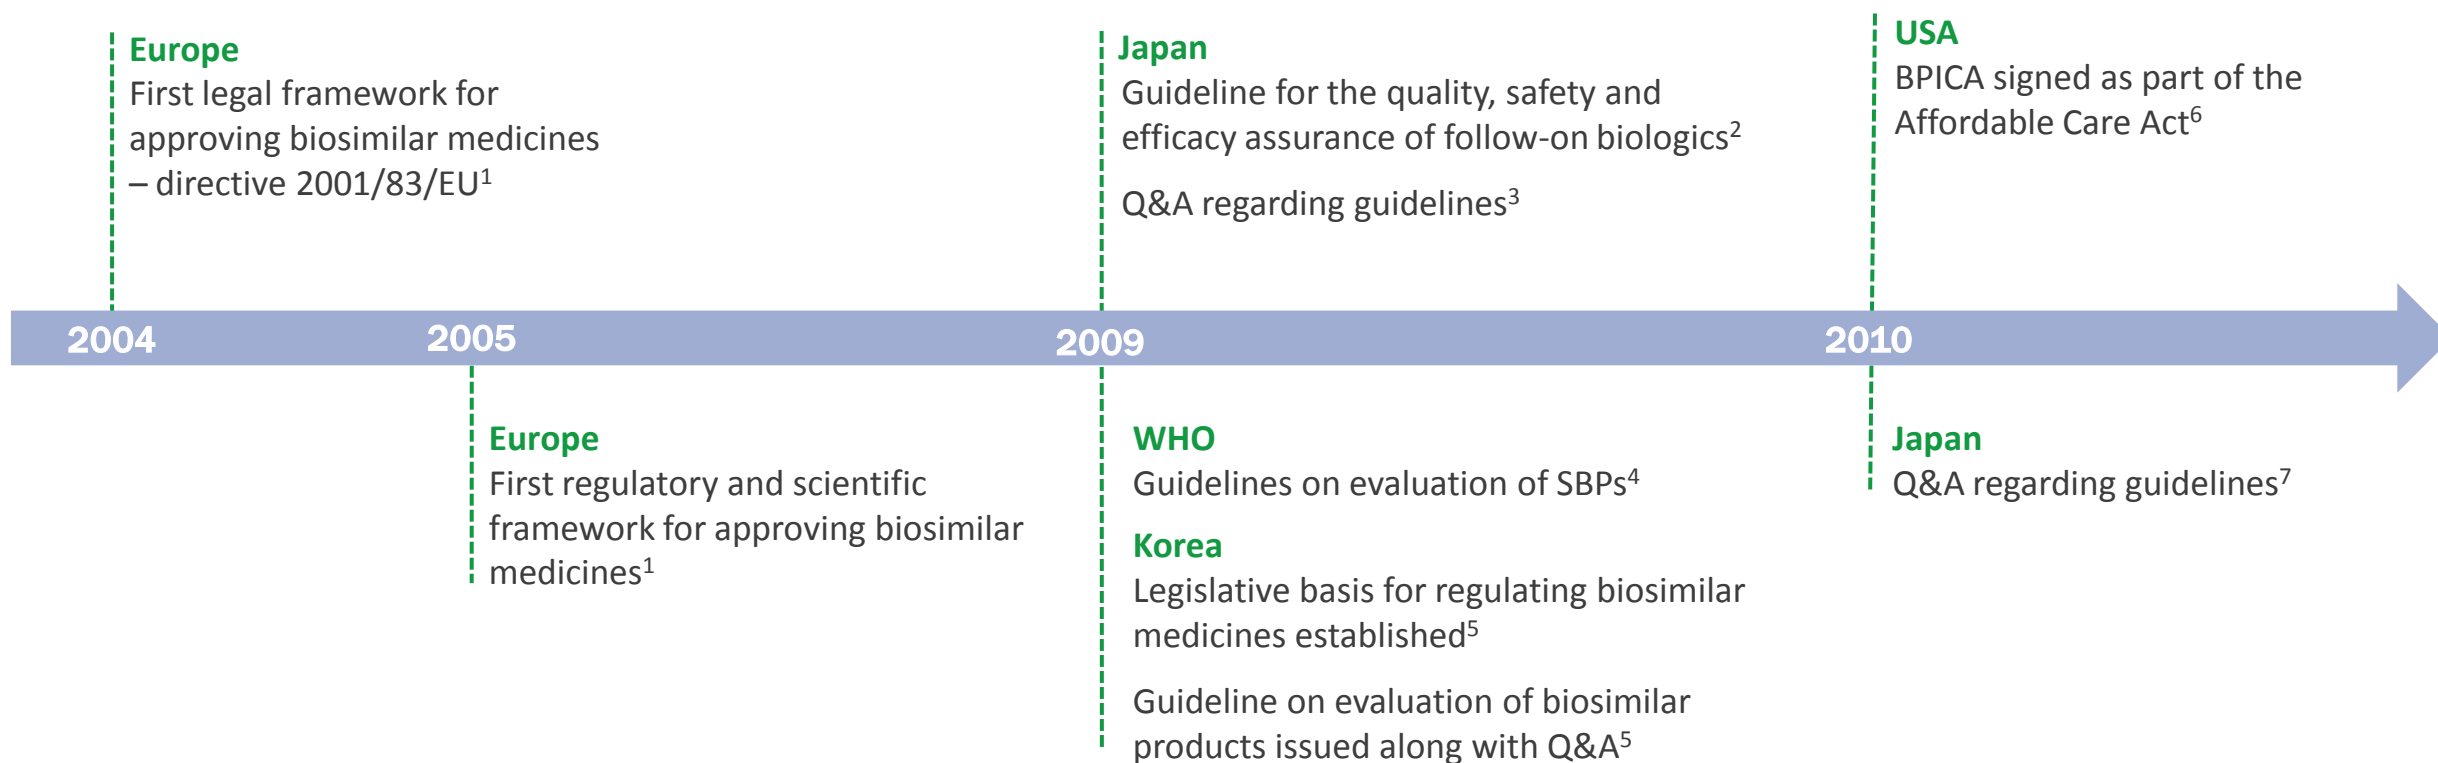 Europe
First legal framework for
approving biosimilar medicines
– directive 2001/83/EU¹
Japan
Guideline for the quality, safety and
efficacy assurance of follow-on biologics²
Q&A regarding guidelines³
USA
BPICA signed as part of the
Affordable Care Act⁶
2004
2005
2009
2010
Europe
First regulatory and scientific
framework for approving biosimilar
medicines¹
WHO
Guidelines on evaluation of SBPs⁴
Korea
Legislative basis for regulating biosimilar
medicines established⁵
Guideline on evaluation of biosimilar
products issued along with Q&A⁵
Japan
Q&A regarding guidelines⁷